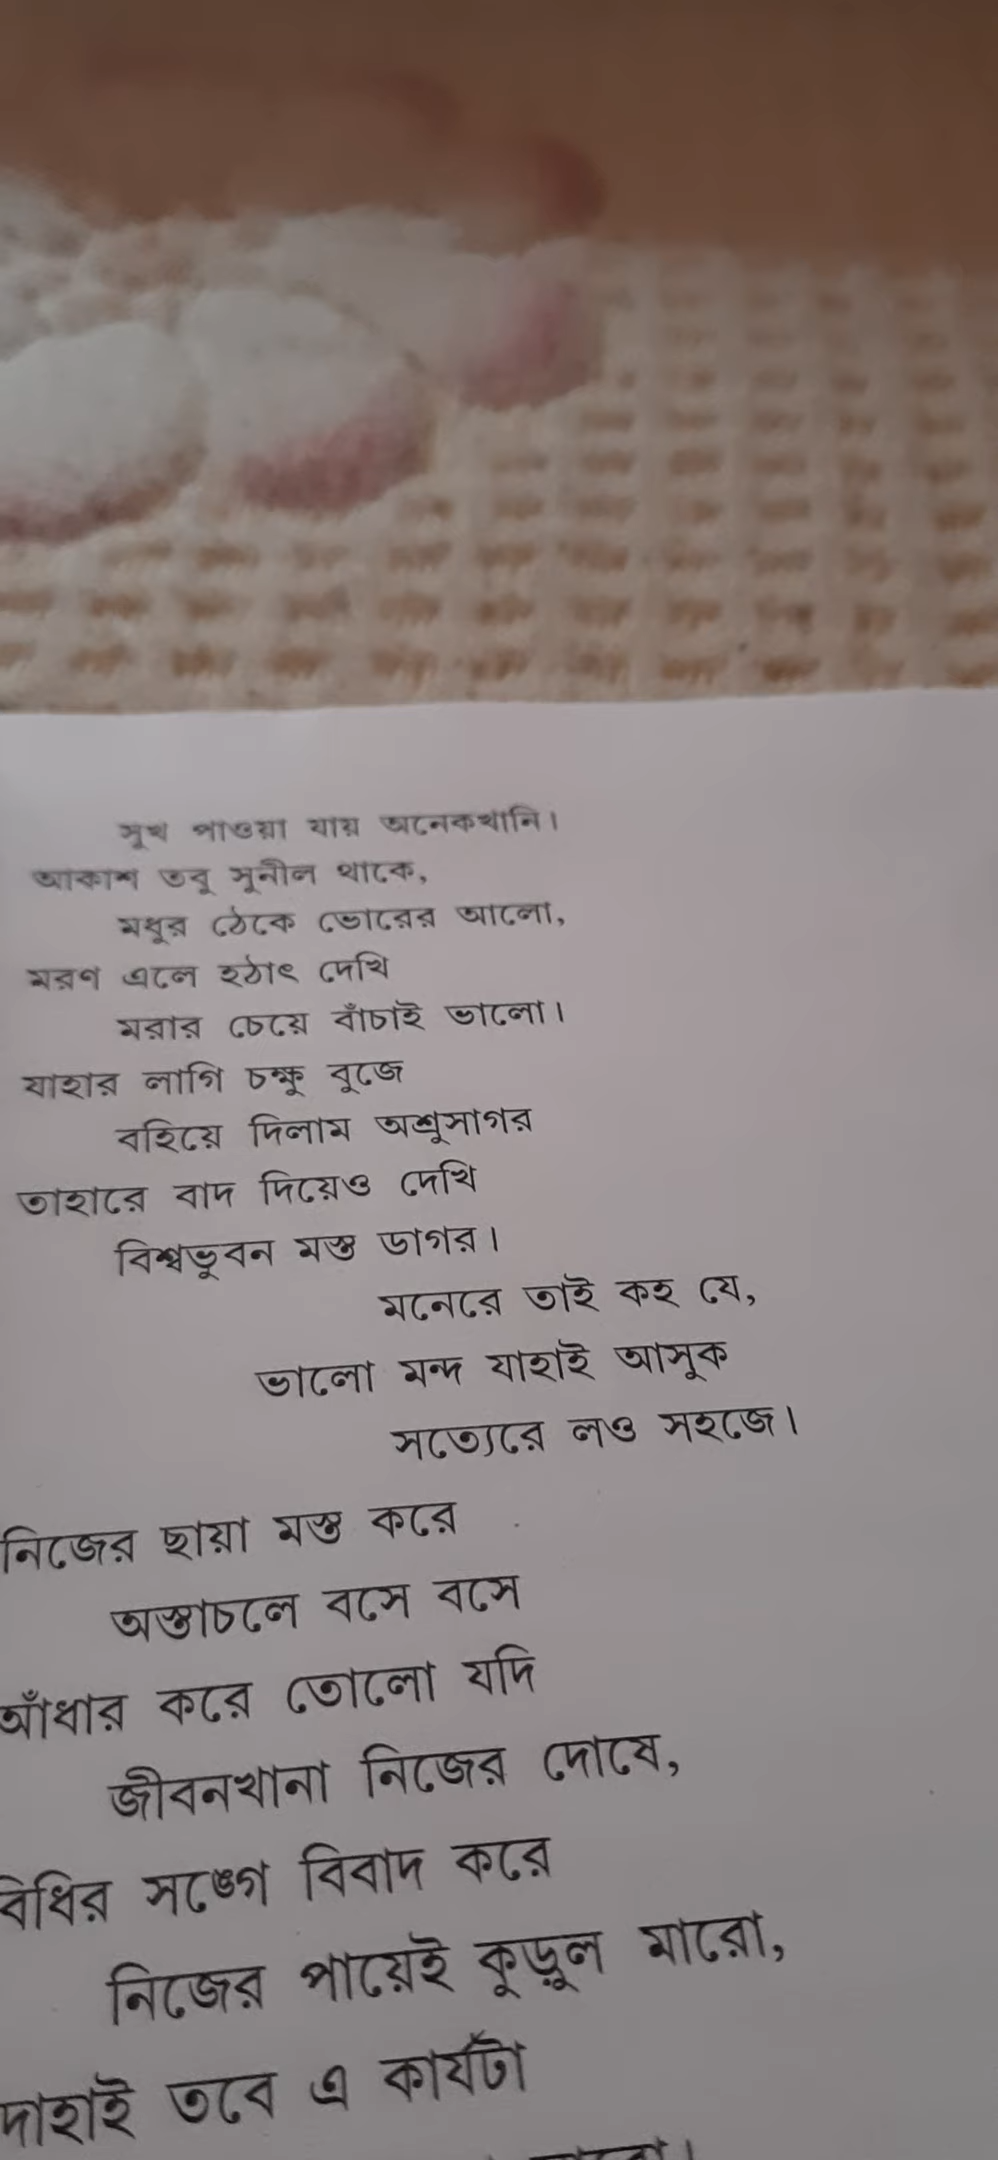 সুখ পাওয়া যায় অনেকখানি।
আকাশ তবু সুনীল থাকে,
মধুর ঠেকে ভোরের আলো,
মরণ এলে হঠাৎ দেখি
মরার চেয়ে বাঁচাই ভালো।
যাহার লাগি চক্ষু বুজে
বহিয়ে দিলাম অশ্রুসাগর
তাহারে বাদ দিয়েও দেখি
বিশ্বভুবন মস্ত ডাগর।
মনেরে তাই কহ যে,
ভালো মন্দ যাহাই আসুক
সত্যেরে লও সহজে।
নিজের ছায়া মস্ত করে
অস্তাচলে বসে বসে
আঁধার করে তোলো যদি
জীবনখানা নিজের দোষে,
বিধির সঙ্গে বিবাদ করে
নিজের পায়েই কুড়ুল মারো,
দাহাই তবে এ কার্যটা